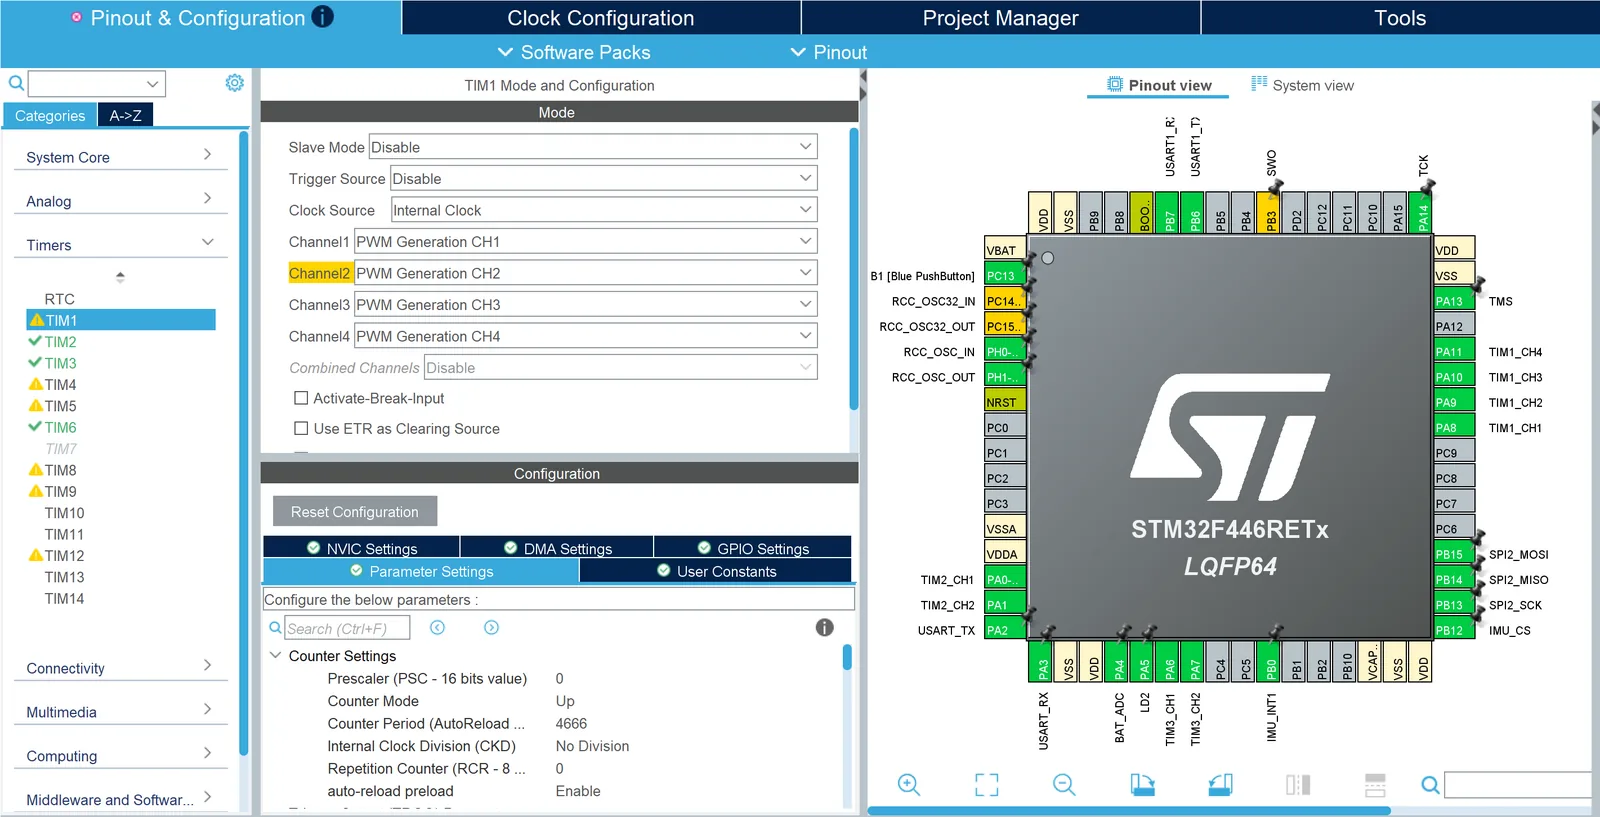 Pinout & Configuration
Clock Configuration
Project Manager
Tools
Software Packs
Pinout
Categories
A->Z
System Core
Analog
Timers
RTC
TIM1
TIM2
TIM3
TIM4
TIM5
TIM6
TIM7
TIM8
TIM9
TIM10
TIM11
TIM12
TIM13
TIM14
Connectivity
Multimedia
Computing
Middleware and Softwar...
TIM1 Mode and Configuration
Mode
Slave Mode Disable
Trigger Source Disable
Clock Source Internal Clock
Channel1 PWM Generation CH1
Channel2 PWM Generation CH2
Channel3 PWM Generation CH3
Channel4 PWM Generation CH4
Combined Channels Disable
Activate-Break-Input
Use ETR as Clearing Source
Configuration
Reset Configuration
NVIC Settings
DMA Settings
GPIO Settings
Parameter Settings
User Constants
Configure the below parameters :
Search (Ctrl+F)
Counter Settings
Prescaler (PSC - 16 bits value) 0
Counter Mode Up
Counter Period (AutoReload ... 4666
Internal Clock Division (CKD) No Division
Repetition Counter (RCR - 8 ... 0
auto-reload preload Enable
Pinout view
System view
USART1_TX
SWO
TCK
VDD
VSS
PB9
PB8
BOO..
PB7
PB6
PB5
PB4
PB3
PD2
PC12
PC11
PC10
PA15
PA14
VBAT
B1 [Blue PushButton] PC13
RCC_OSC32_IN PC14..
RCC_OSC32_OUT PC15..
RCC_OSC_IN PH0-..
RCC_OSC_OUT PH1-..
NRST
PC0
PC1
PC2
PC3
VSSA
VDDA
TIM2_CH1 PA0-..
TIM2_CH2 PA1
USART_TX PA2
ST
STM32F446RETx
LQFP64
VDD
VSS
PA13 TMS
PA12
PA11 TIM1_CH4
PA10 TIM1_CH3
PA9 TIM1_CH2
PA8 TIM1_CH1
PC9
PC8
PC7
PC6
PB15 SPI2_MOSI
PB14 SPI2_MISO
PB13 SPI2_SCK
PB12 IMU_CS
PA3
VSS
VDD
PA4
PA5
PA6
PA7
PC4
PC5
PB0
PB1
PB2
PB10
VCAP..
VSS
VDD
USART_RX
BAT_ADC
LD2
TIM3_CH1
TIM3_CH2
IMU_INT1